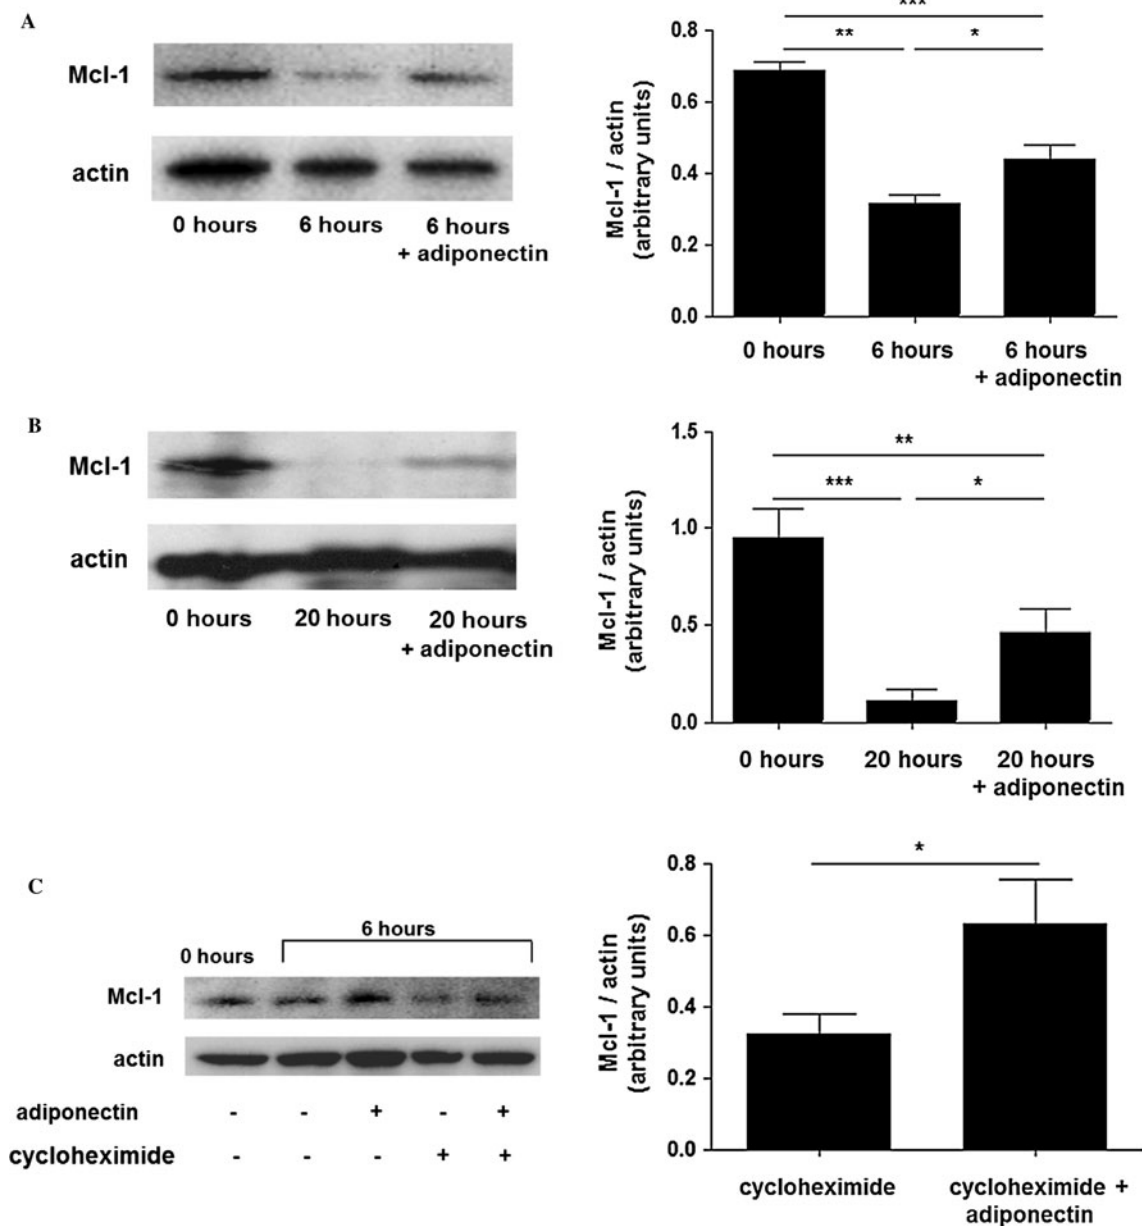 A
Mcl-1
actin
0 hours 6 hours 6 hours
+ adiponectin
***
** *
0.8
0.6
0.4
0.2
0.0
Mcl-1 / actin
(arbitrary units)
0 hours 6 hours 6 hours
+ adiponectin
B
Mcl-1
actin
0 hours 20 hours 20 hours
+ adiponectin
**
*** *
1.5
1.0
0.5
0.0
Mcl-1 / actin
(arbitrary units)
0 hours 20 hours 20 hours
+ adiponectin
C
6 hours
0 hours
Mcl-1
actin
adiponectin - - + - +
cycloheximide - - - + +
*
0.8
0.6
0.4
0.2
0.0
Mcl-1 / actin
(arbitrary units)
cycloheximide cycloheximide +
adiponectin